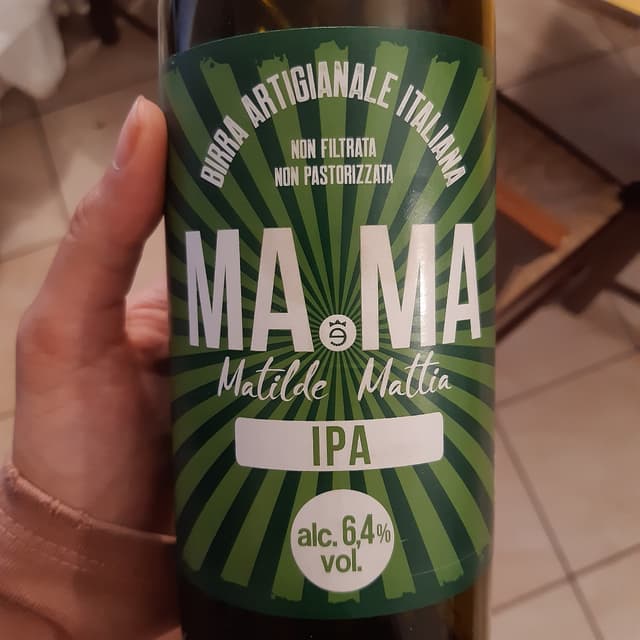 BIRRA ARTIGIANALE ITALIANA
NON FILTRATA
NON PASTORIZZATA
MA MA
Matilde Mattia
IPA
alc. 6,4%
vol.